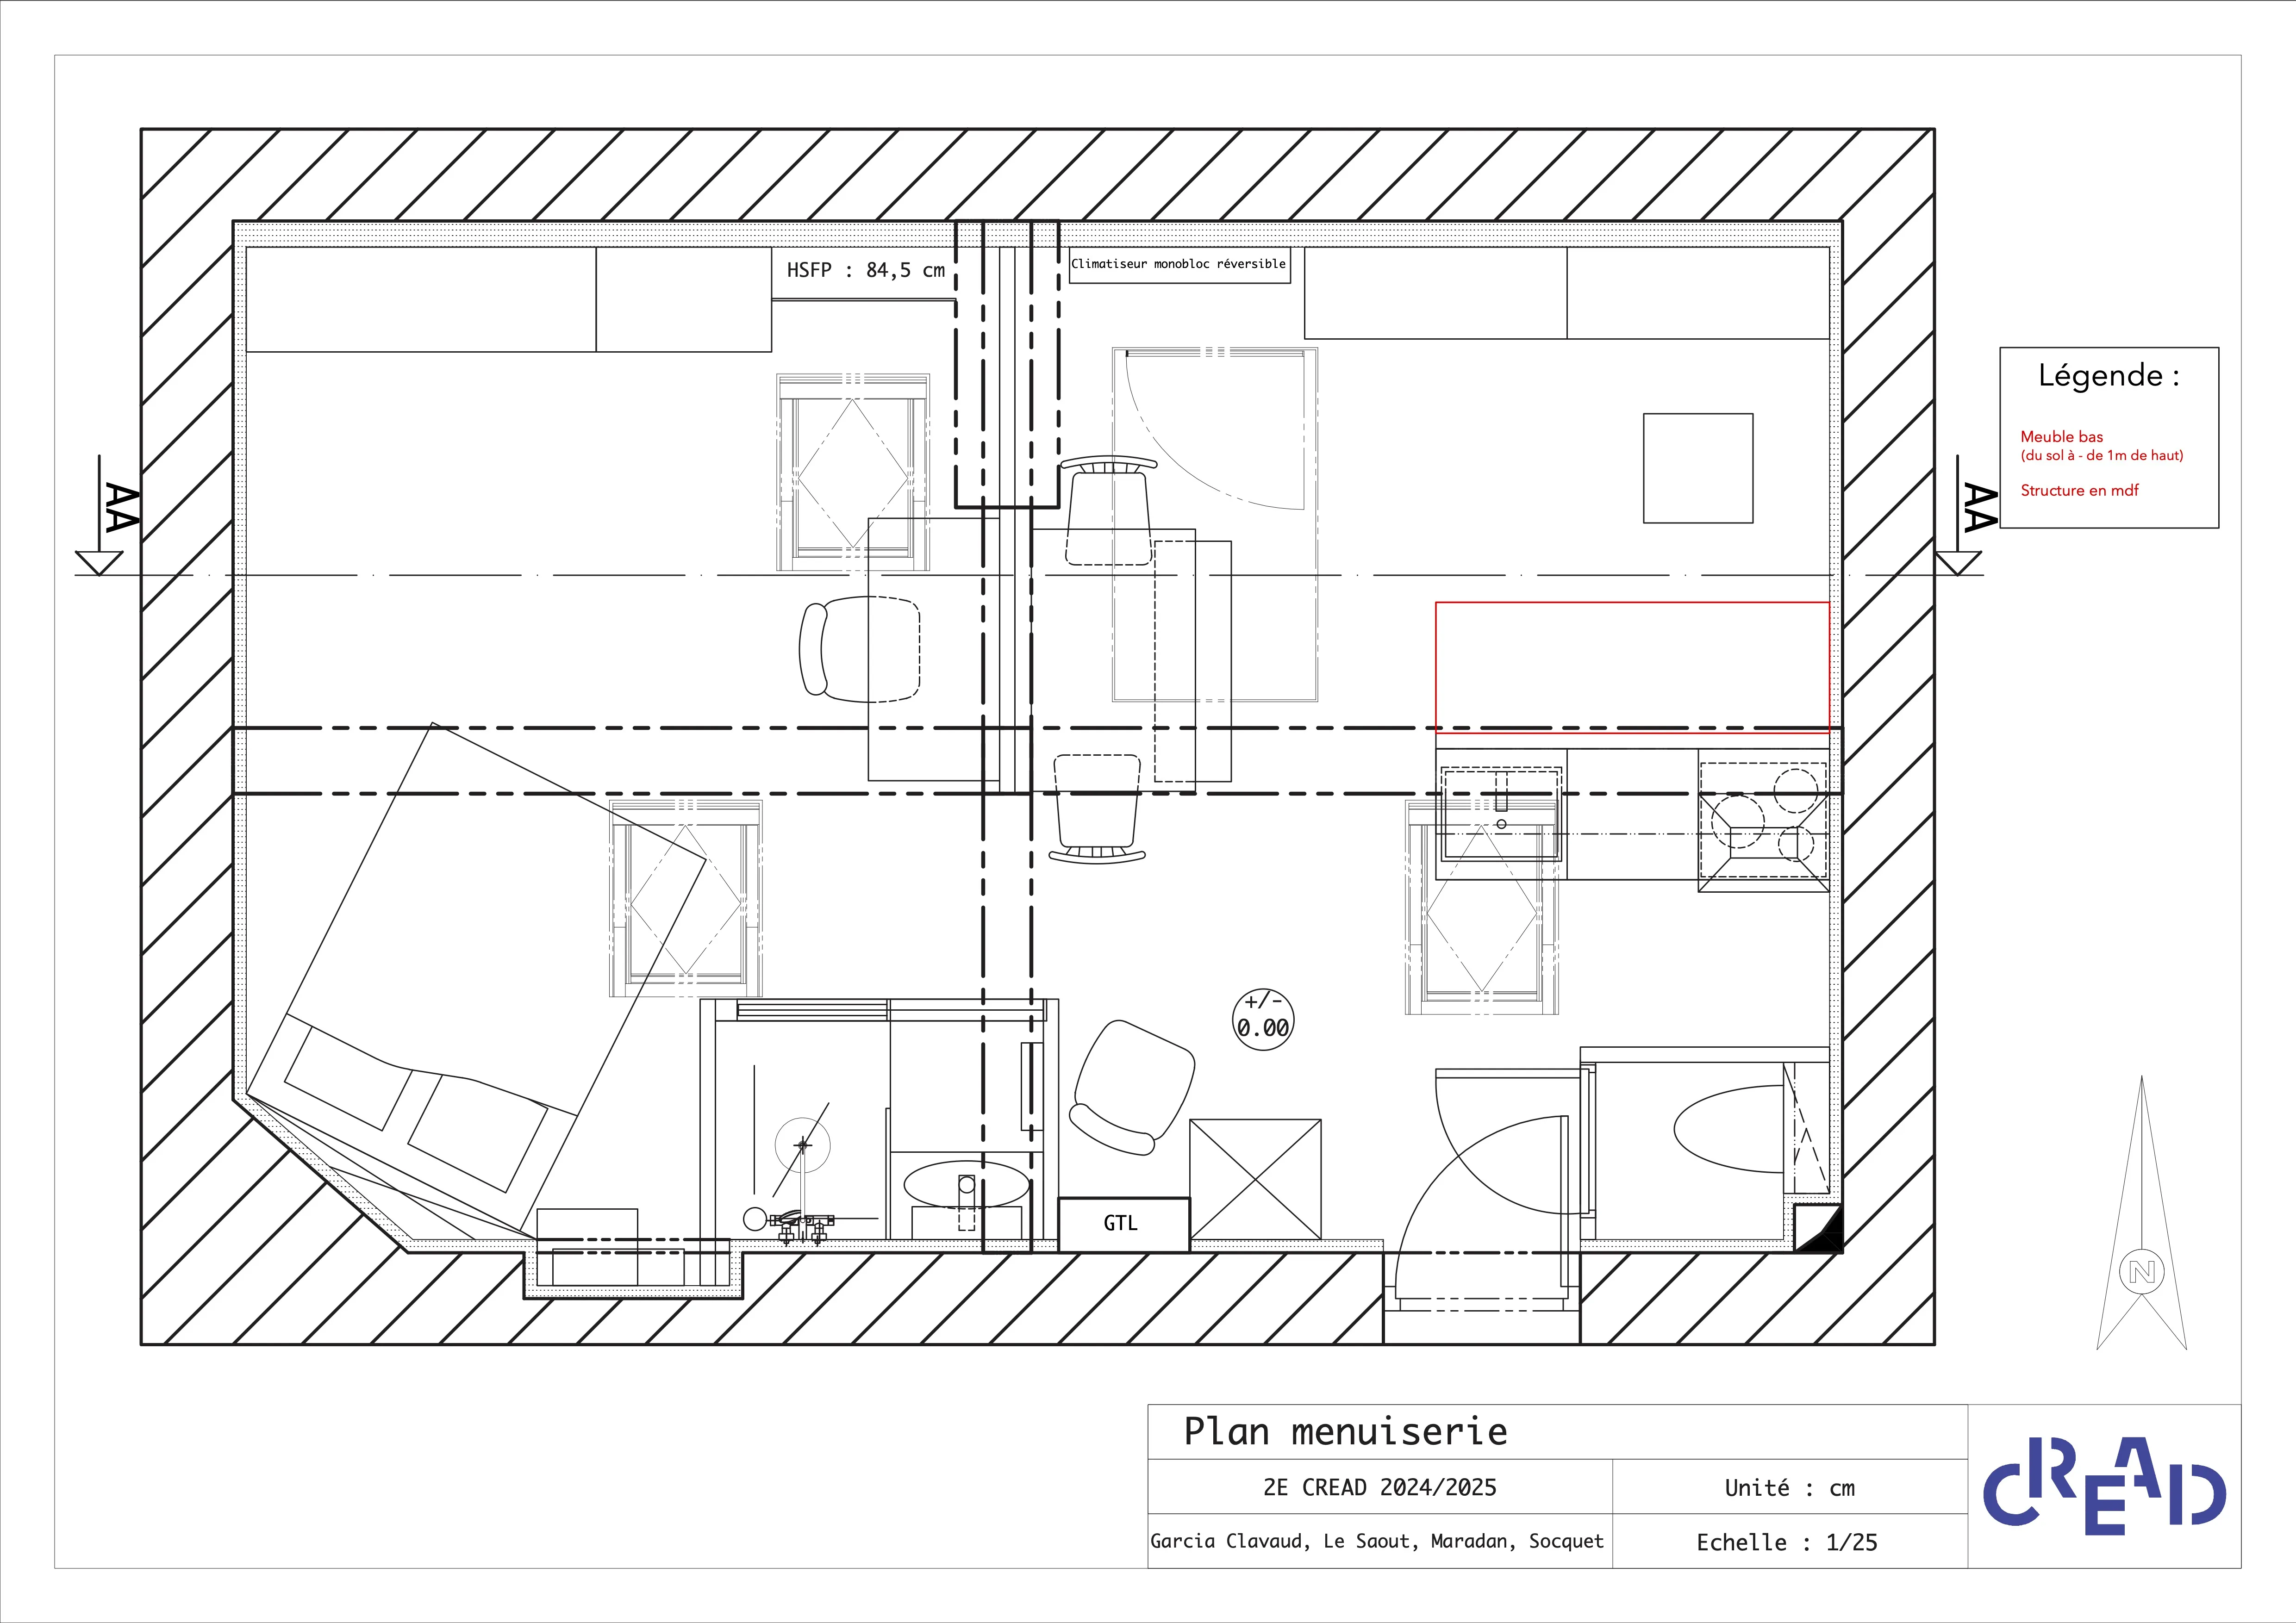 HSFP : 84,5 cm
Climatiseur monobloc réversible
Légende :
Meuble bas
(du sol à - de 1m de haut)
Structure en mdf
AA
AA
+/-
0.00
GTL
N
Plan menuiserie
2E CREAD 2024/2025
Unité : cm
Garcia Clavaud, Le Saout, Maradan, Socquet
Echelle : 1/25
CREAD